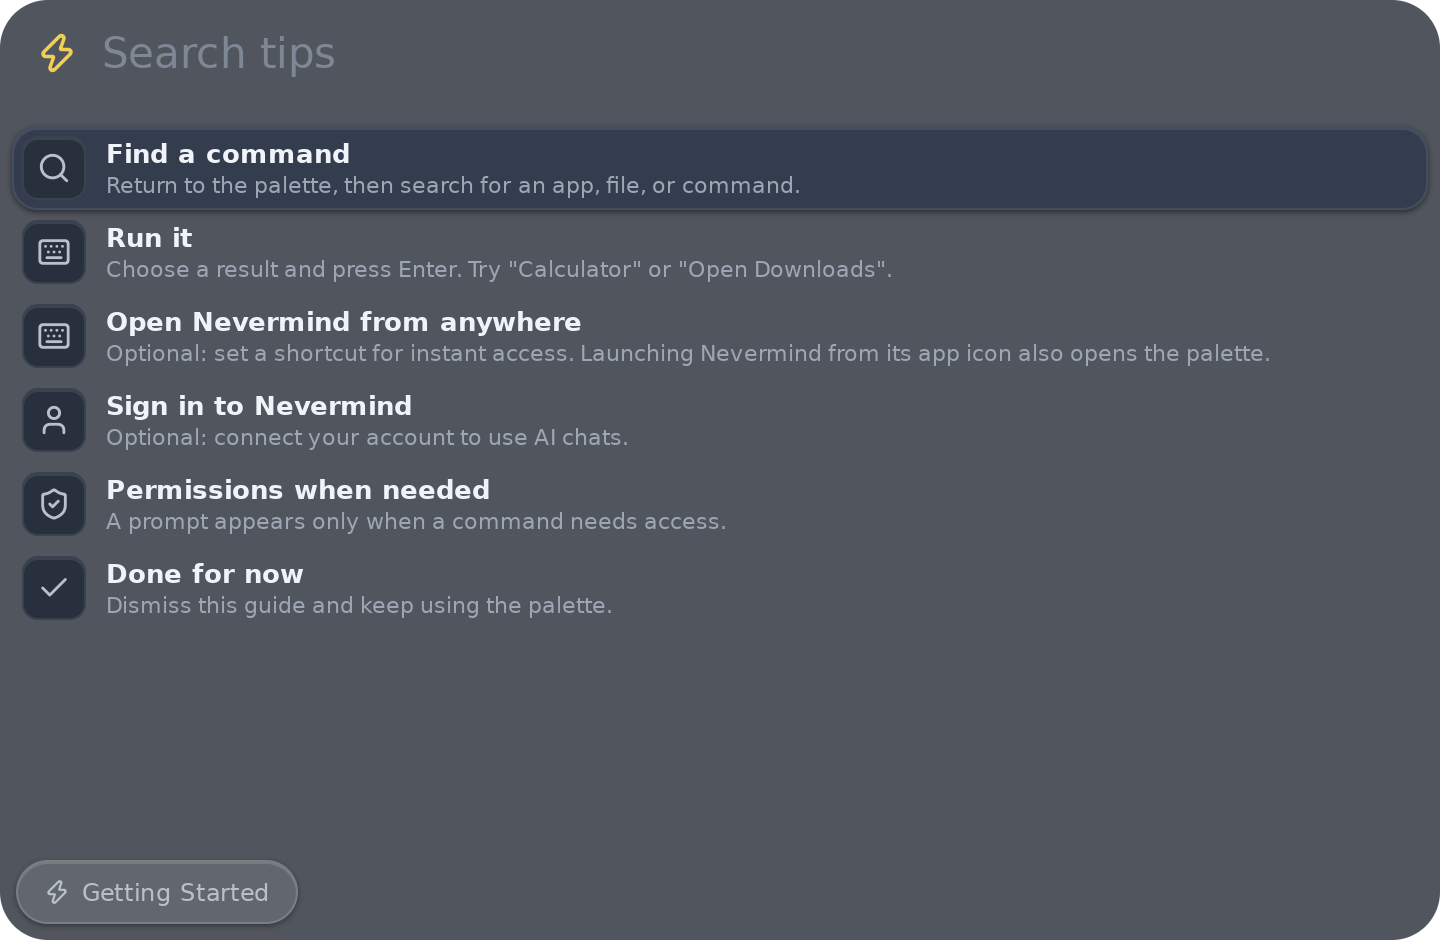 Search tips
Find a command
Return to the palette, then search for an app, file, or command.
Run it
Choose a result and press Enter. Try "Calculator" or "Open Downloads".
Open Nevermind from anywhere
Optional: set a shortcut for instant access. Launching Nevermind from its app icon also opens the palette.
Sign in to Nevermind
Optional: connect your account to use AI chats.
Permissions when needed
A prompt appears only when a command needs access.
Done for now
Dismiss this guide and keep using the palette.
Getting Started